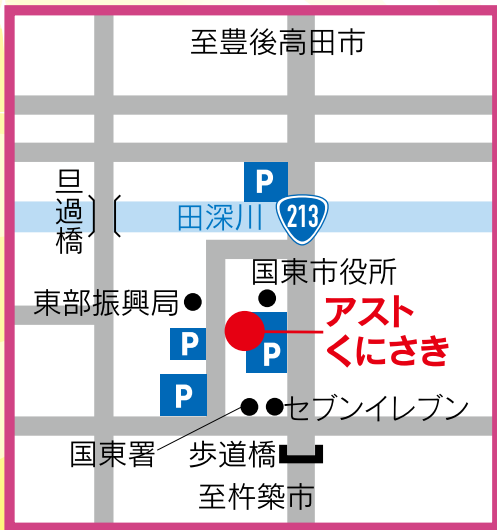 至豊後高田市
P
旦過橋
田深川
213
国東市役所
東部振興局
アスト
くにさき
P
P
P
セブンイレブン
国東署
歩道橋
至杵築市